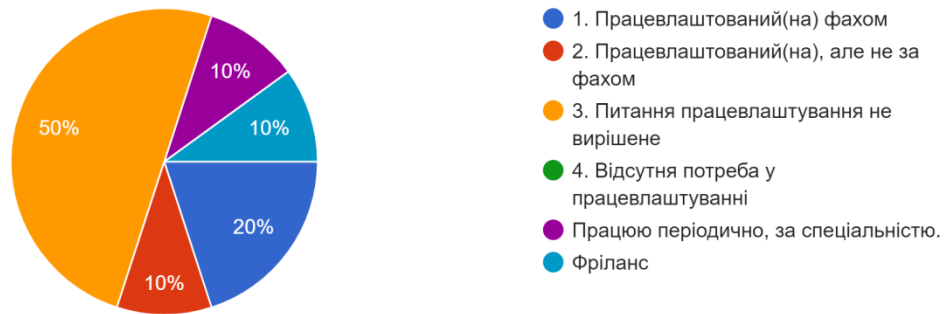 10%
10%
50%
20%
10%
1. Працевлаштований(на) фахом
2. Працевлаштований(на), але не за
фахом
3. Питання працевлаштування не
вирішене
4. Відсутня потреба у
працевлаштуванні
Працюю періодично, за спеціальністю.
Фріланс